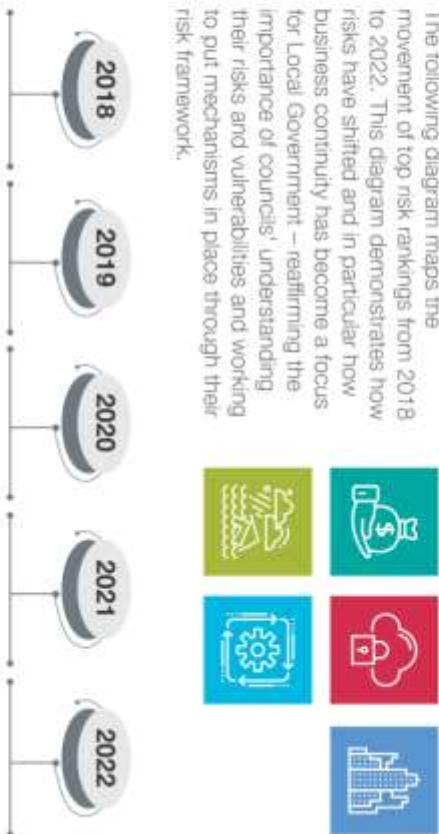 The following diagram maps the
movement of top risk rankings from 2018
to 2022. This diagram demonstrates how
risks have shifted and in particular how
business continuity has become a focus
for Local Government – reaffirming the
importance of councils' understanding
their risks and vulnerabilities and working
to put mechanisms in place through their
risk framework.
$
2018
2019
2020
2021
2022